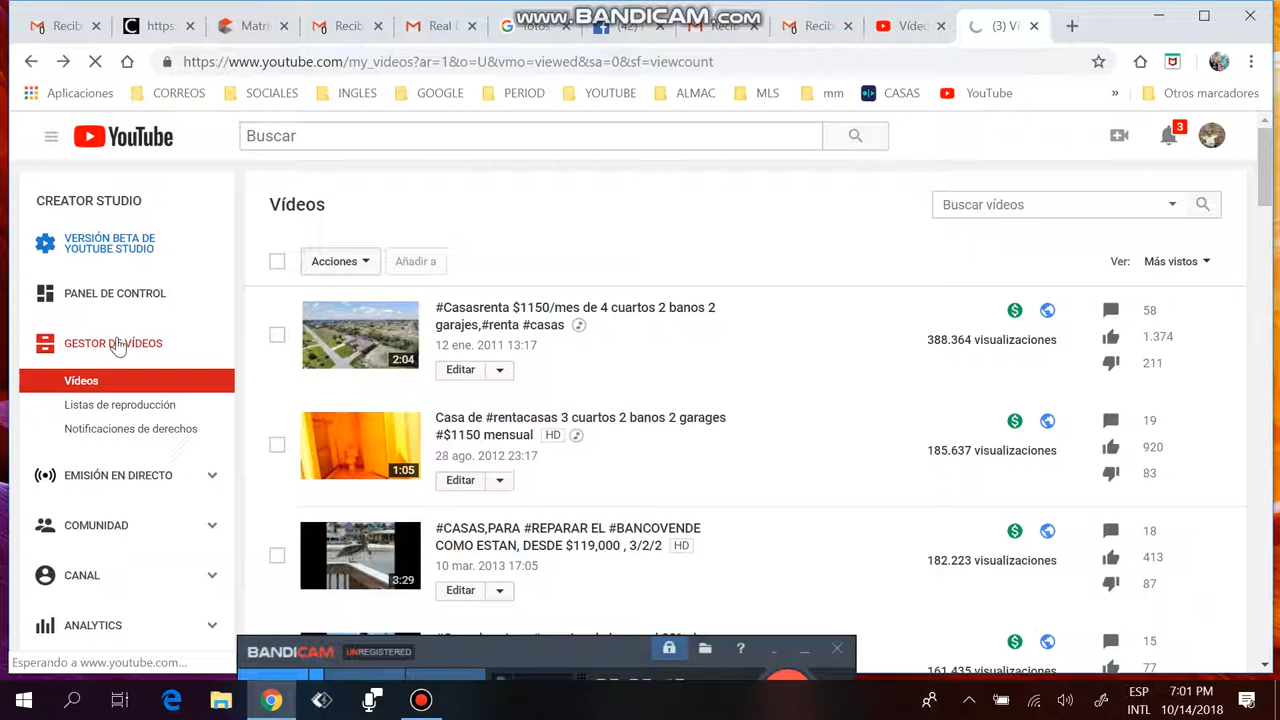 www.BANDICAM.com
Recib
https
Matr
Recib
Real E
Recib
Recib
Vídeo
(3) Ví
https://www.youtube.com/my_videos?ar=1&o=U&vmo=viewed&sa=0&sf=viewcount
Aplicaciones CORREOS SOCIALES INGLES GOOGLE PERIOD YOUTUBE ALMAC MLS mm CASAS YouTube » Otros marcadores
YouTube
Buscar
3
CREATOR STUDIO
VERSIÓN BETA DE
YOUTUBE STUDIO
PANEL DE CONTROL
GESTOR DE VÍDEOS
Vídeos
Listas de reproducción
Notificaciones de derechos
EMISIÓN EN DIRECTO
COMUNIDAD
CANAL
ANALYTICS
Esperando a www.youtube.com...
Vídeos
Buscar vídeos
Acciones
Añadir a
Ver: Más vistos
#Casasrenta $1150/mes de 4 cuartos 2 banos 2
garajes,#renta #casas
12 ene. 2011 13:17
2:04
Editar
388.364 visualizaciones
58
1.374
211
Casa de #rentacasas 3 cuartos 2 banos 2 garages
#$1150 mensual HD
28 ago. 2012 23:17
1:05
Editar
185.637 visualizaciones
19
920
83
#CASAS,PARA #REPARAR EL #BANCOVENDE
COMO ESTAN, DESDE $119,000 , 3/2/2 HD
10 mar. 2013 17:05
3:29
Editar
182.223 visualizaciones
18
413
87
161.435 visualizaciones
15
77
BANDICAM UNREGISTERED
?
ESP
INTL
7:01 PM
10/14/2018